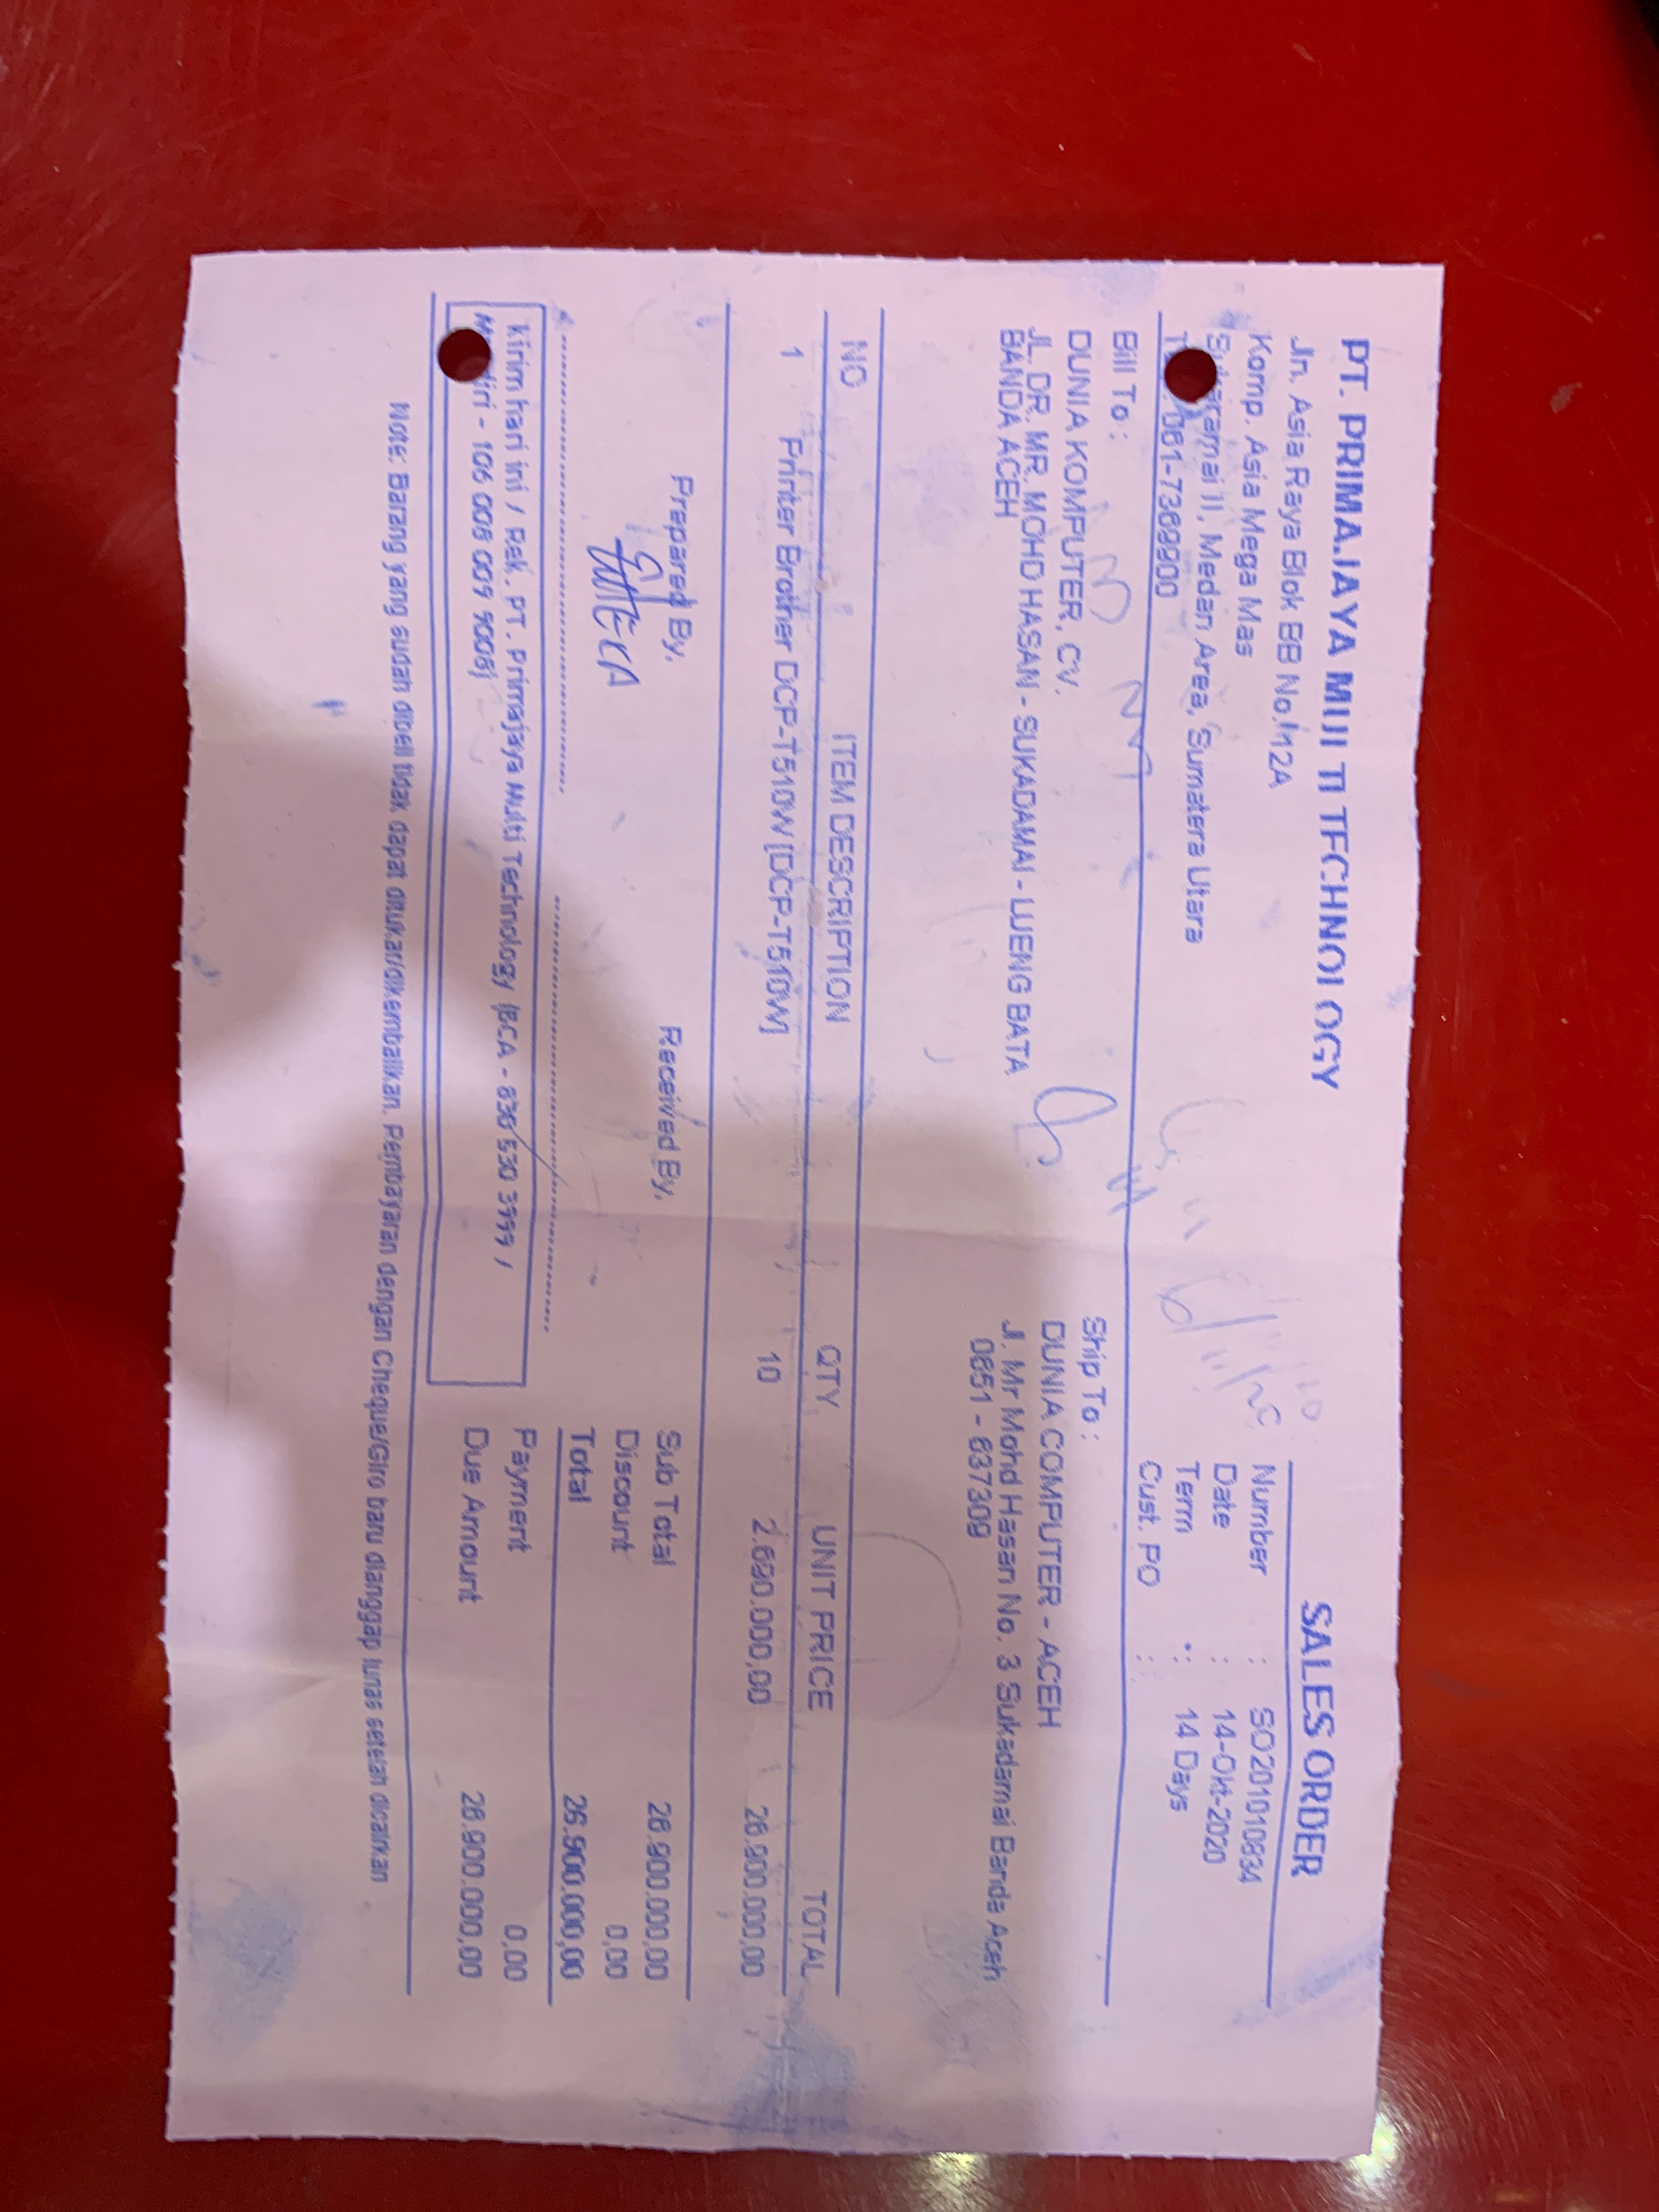 PT. PRIMAJAYA MULTI TECHNOLOGY
Jln. Asia Raya Blok BB No. 12A
Komp. Asia Mega Mas
Sukaramai II, Medan Area, Sumatera Utara
061-7369900
SALES ORDER
Number : SO201010834
Date : 14-Okt-2020
Term : 14 Days
Cust. PO :
Bill To :
DUNIA KOMPUTER, CV.
JL. DR. MR. MOHD HASAN - SUKADAMAI - LUENG BATA
BANDA ACEH
Ship To :
DUNIA COMPUTER - ACEH
Jl. Mr Mohd Hasan No. 3 Sukadamai Banda Aceh
0651 - 637309
NO ITEM DESCRIPTION QTY UNIT PRICE TOTAL
1 Printer Brother DCP-T510W [DCP-T510W] 10 2.690.000,00 26.900.000,00
Prepared By,
Received By,
Sub Total 26.900.000,00
Discount 0,00
Total 26.900.000,00
Payment 0,00
Due Amount 26.900.000,00
Kirim hari ini / Rek. PT. Primajaya Multi Technology (BCA - 530 3999 /
Mandiri - 106 006 009 9006)
Note: Barang yang sudah dibeli tidak dapat ditukar/dikembalikan. Pembayaran dengan Cheque/Giro baru dianggap lunas setelah dicairkan